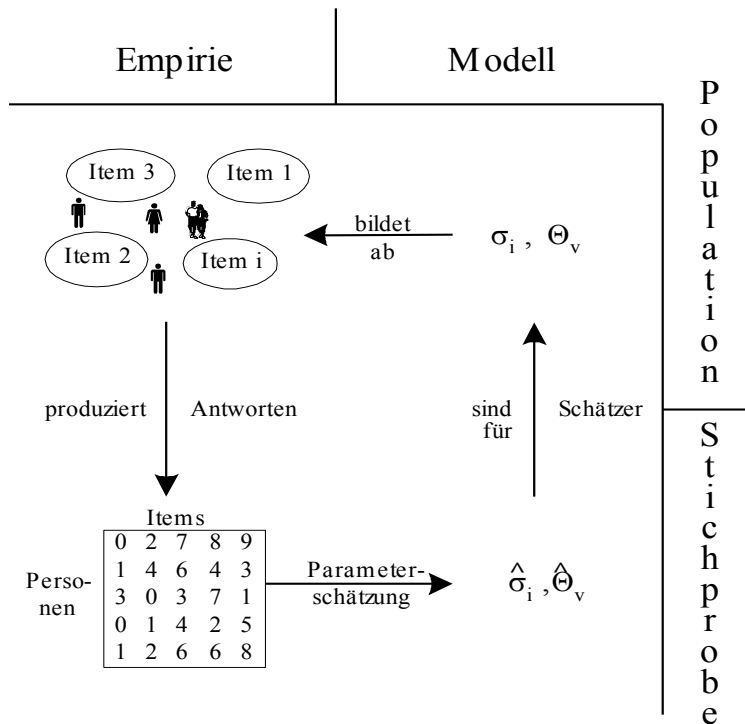 Empirie
Modell
Population
Item 3
Item 1
Item 2
Item i
bildet
ab
σi , Θv
produziert
Antworten
sind
für
Schätzer
Stichprobe
Items
Perso-
nen
0 2 7 8 9
1 4 6 4 3
3 0 3 7 1
0 1 4 2 5
1 2 6 6 8
Parameter-
schätzung
σ̂i ,Θ̂v